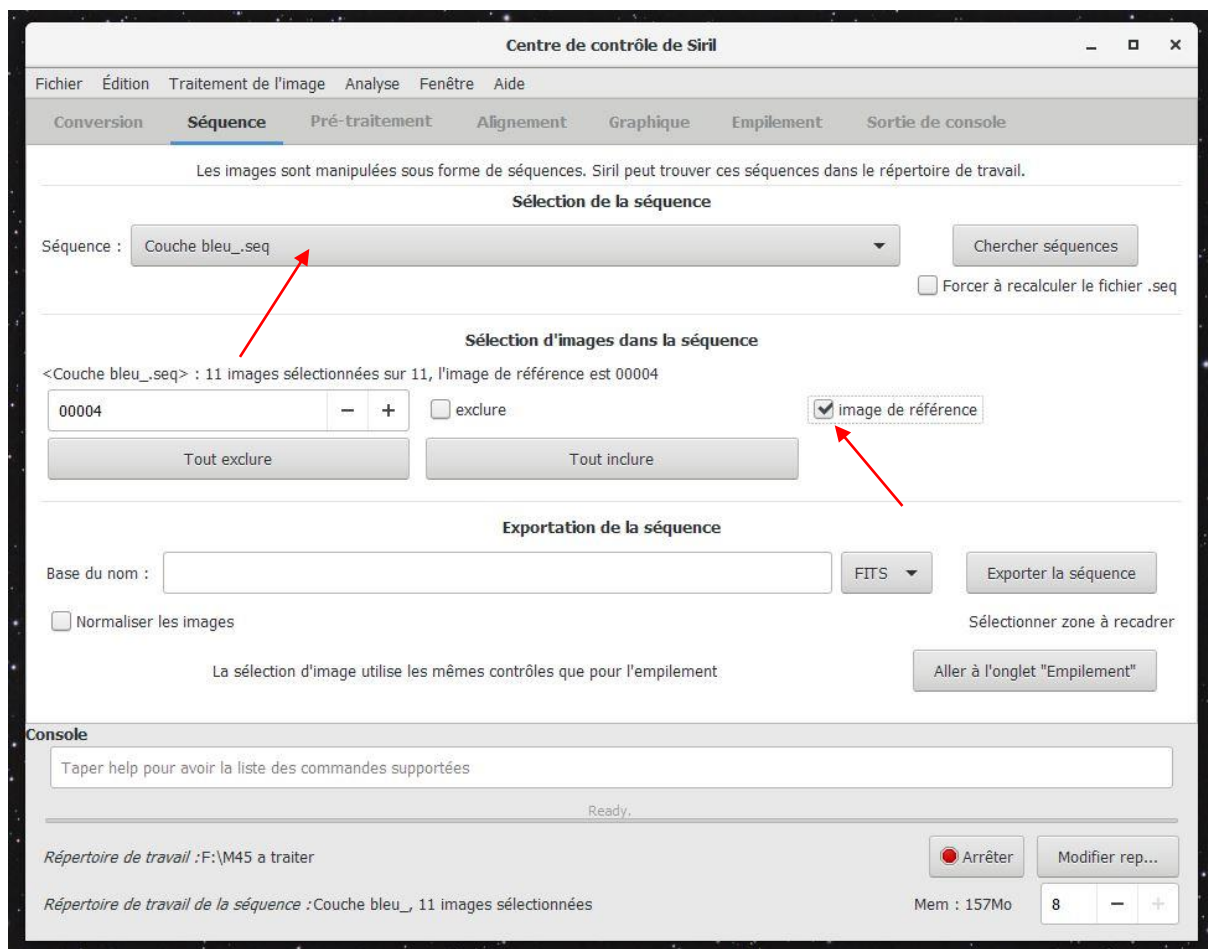 Centre de contrôle de Siril
Fichier Édition Traitement de l'image Analyse Fenêtre Aide
Conversion Séquence Pré-traitement Alignement Graphique Empilement Sortie de console
Les images sont manipulées sous forme de séquences. Siril peut trouver ces séquences dans le répertoire de travail.
Sélection de la séquence
Séquence : Couche bleu_.seq Chercher séquences
Forcer à recalculer le fichier .seq
Sélection d'images dans la séquence
<Couche bleu_.seq> : 11 images sélectionnées sur 11, l'image de référence est 00004
00004 − + exclure image de référence
Tout exclure Tout inclure
Exportation de la séquence
Base du nom : FITS Exporter la séquence
Normaliser les images Sélectionner zone à recadrer
La sélection d'image utilise les mêmes contrôles que pour l'empilement Aller à l'onglet "Empilement"
Console
Taper help pour avoir la liste des commandes supportées
Ready.
Répertoire de travail :F:\M45 a traiter Arrêter Modifier rep...
Répertoire de travail de la séquence :Couche bleu_, 11 images sélectionnées Mem : 157Mo 8 − +